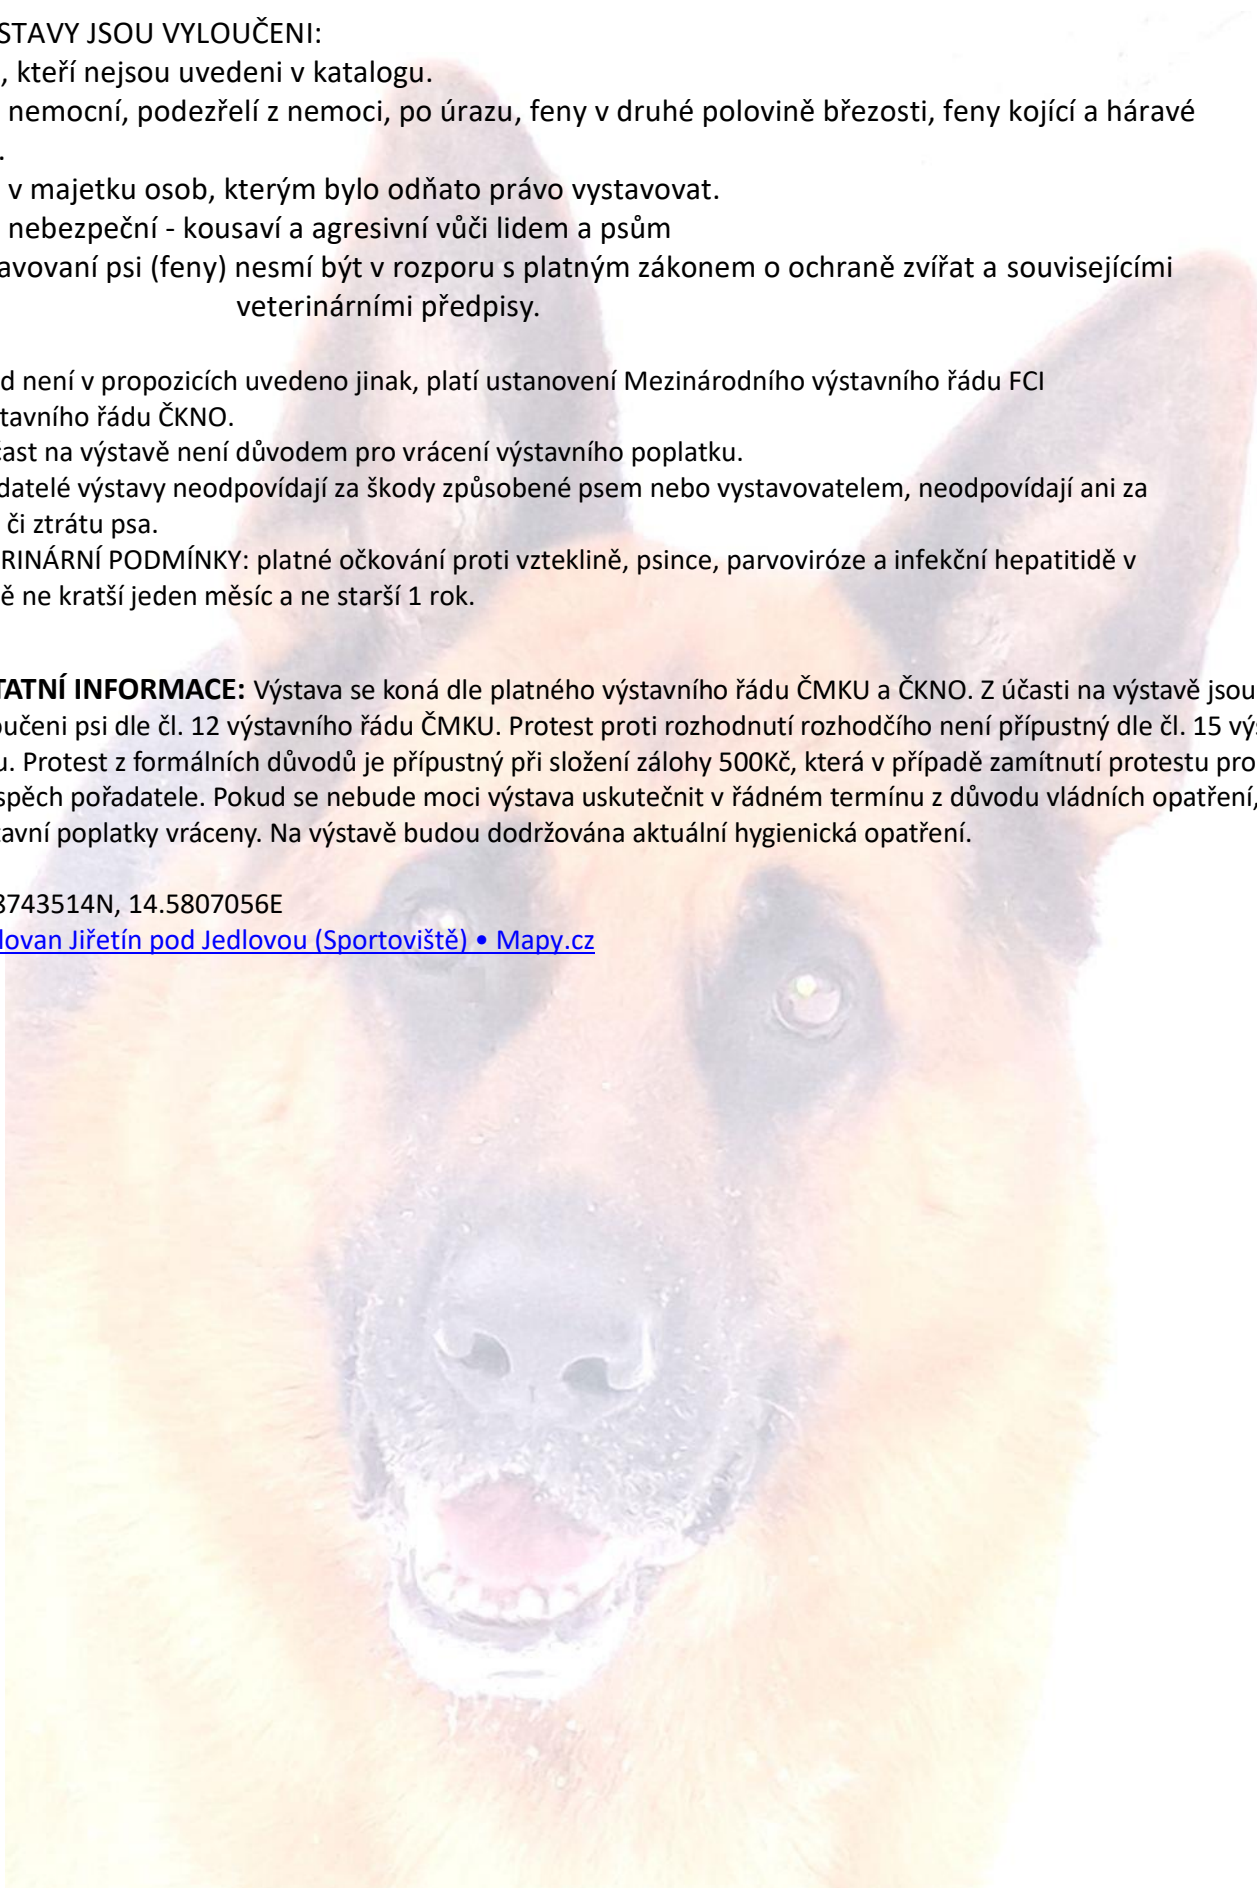 STAVY JSOU VYLOUČENI:
, kteří nejsou uvedeni v katalogu.
nemocní, podezřelí z nemoci, po úrazu, feny v druhé polovině březosti, feny kojící a háravé
.
v majetku osob, kterým bylo odňato právo vystavovat.
nebezpeční - kousaví a agresivní vůči lidem a psům
avovaní psi (feny) nesmí být v rozporu s platným zákonem o ochraně zvířat a souvisejícími
veterinárními předpisy.
d není v propozicích uvedeno jinak, platí ustanovení Mezinárodního výstavního řádu FCI
tavního řádu ČKNO.
ast na výstavě není důvodem pro vrácení výstavního poplatku.
datelé výstavy neodpovídají za škody způsobené psem nebo vystavovatelem, neodpovídají ani za
či ztrátu psa.
RINÁRNÍ PODMÍNKY: platné očkování proti vzteklině, psince, parvoviróze a infekční hepatitidě v
ě ne kratší jeden měsíc a ne starší 1 rok.
TATNÍ INFORMACE: Výstava se koná dle platného výstavního řádu ČMKU a ČKNO. Z účasti na výstavě jsou
oučeni psi dle čl. 12 výstavního řádu ČMKU. Protest proti rozhodnutí rozhodčího není přípustný dle čl. 15 vý
u. Protest z formálních důvodů je přípustný při složení zálohy 500Kč, která v případě zamítnutí protestu pro
spěch pořadatele. Pokud se nebude moci výstava uskutečnit v řádném termínu z důvodu vládních opatření,
avní poplatky vráceny. Na výstavě budou dodržována aktuální hygienická opatření.
8743514N, 14.5807056E
lovan Jiřetín pod Jedlovou (Sportoviště) • Mapy.cz